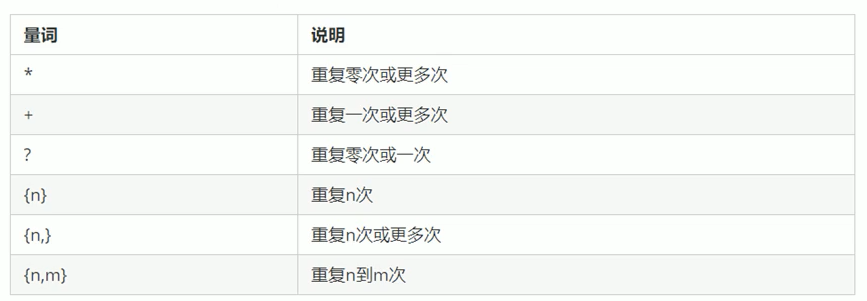 量词 说明
* 重复零次或更多次
+ 重复一次或更多次
? 重复零次或一次
{n} 重复n次
{n,} 重复n次或更多次
{n,m} 重复n到m次